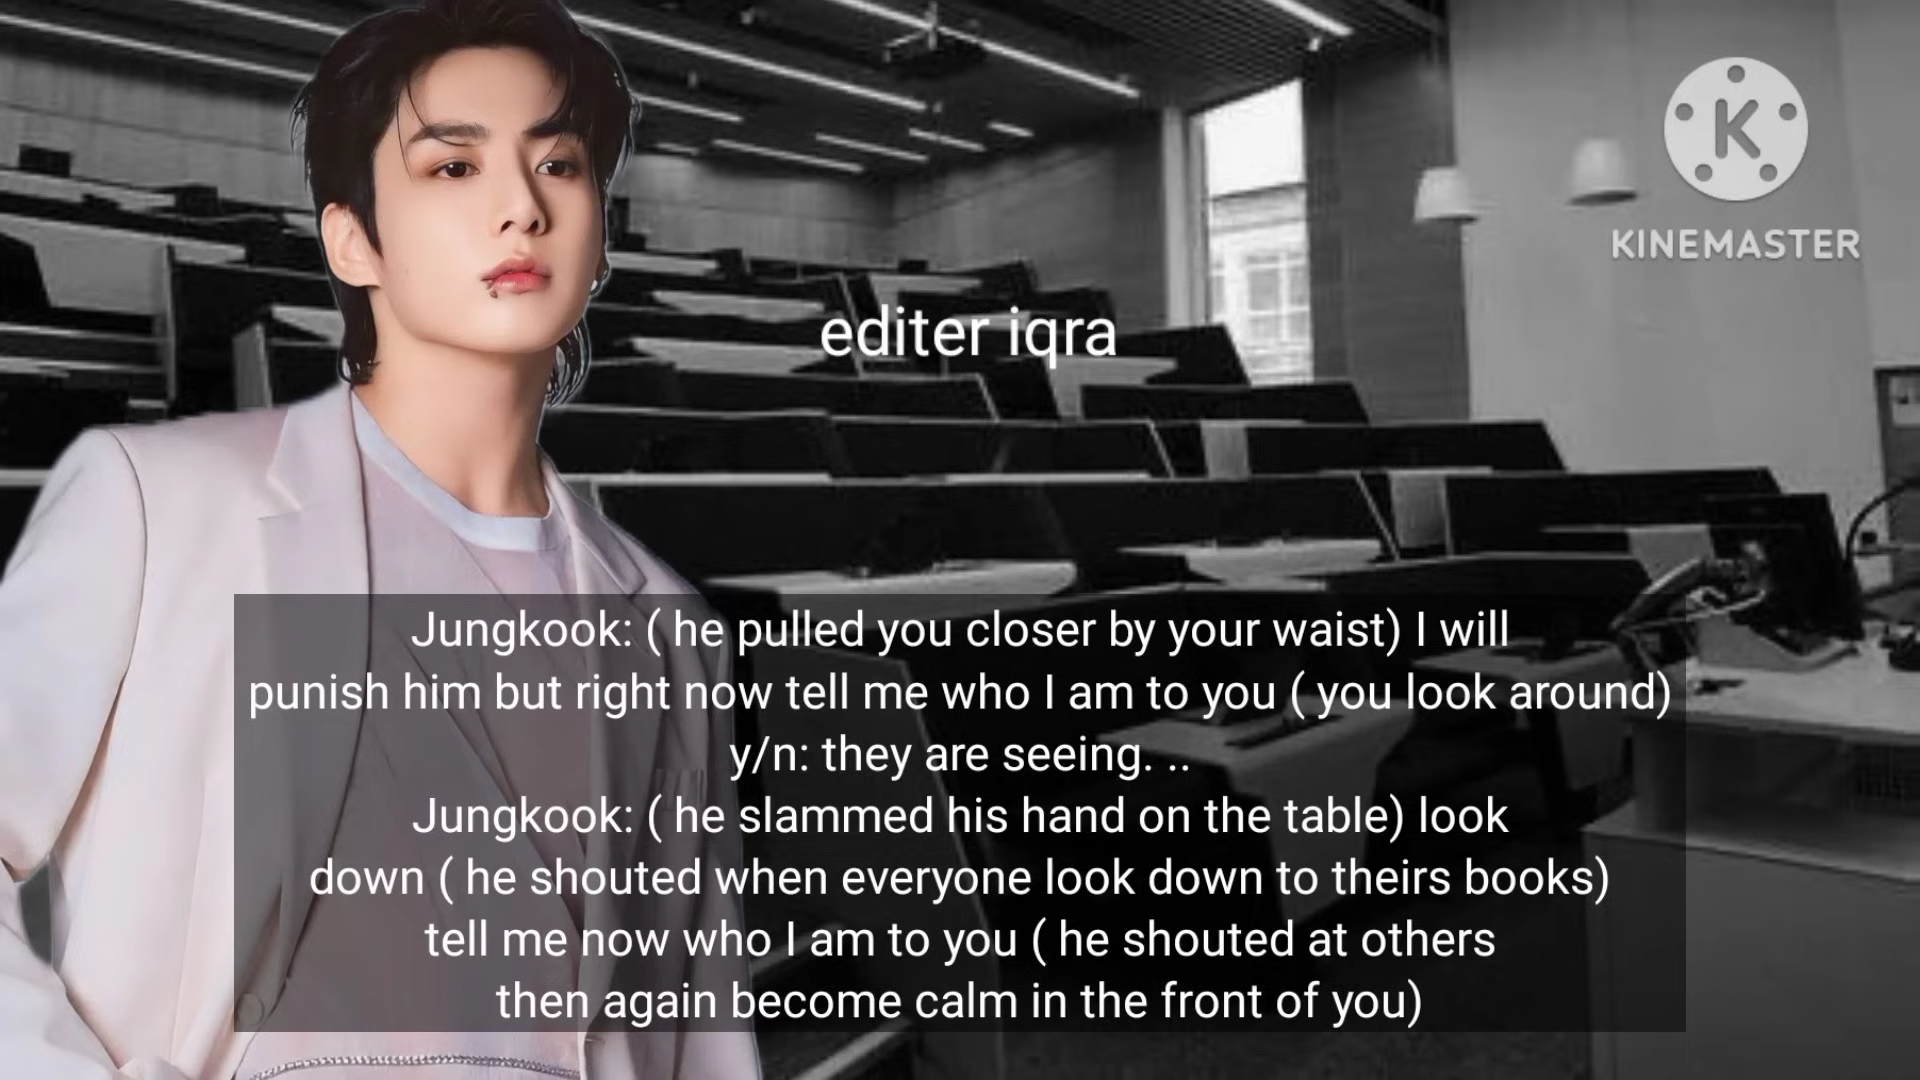 K
KINEMASTER
editer iqra
Jungkook: ( he pulled you closer by your waist) I will
punish him but right now tell me who I am to you ( you look around)
y/n: they are seeing. ..
Jungkook: ( he slammed his hand on the table) look
down ( he shouted when everyone look down to theirs books)
tell me now who I am to you ( he shouted at others
then again become calm in the front of you)